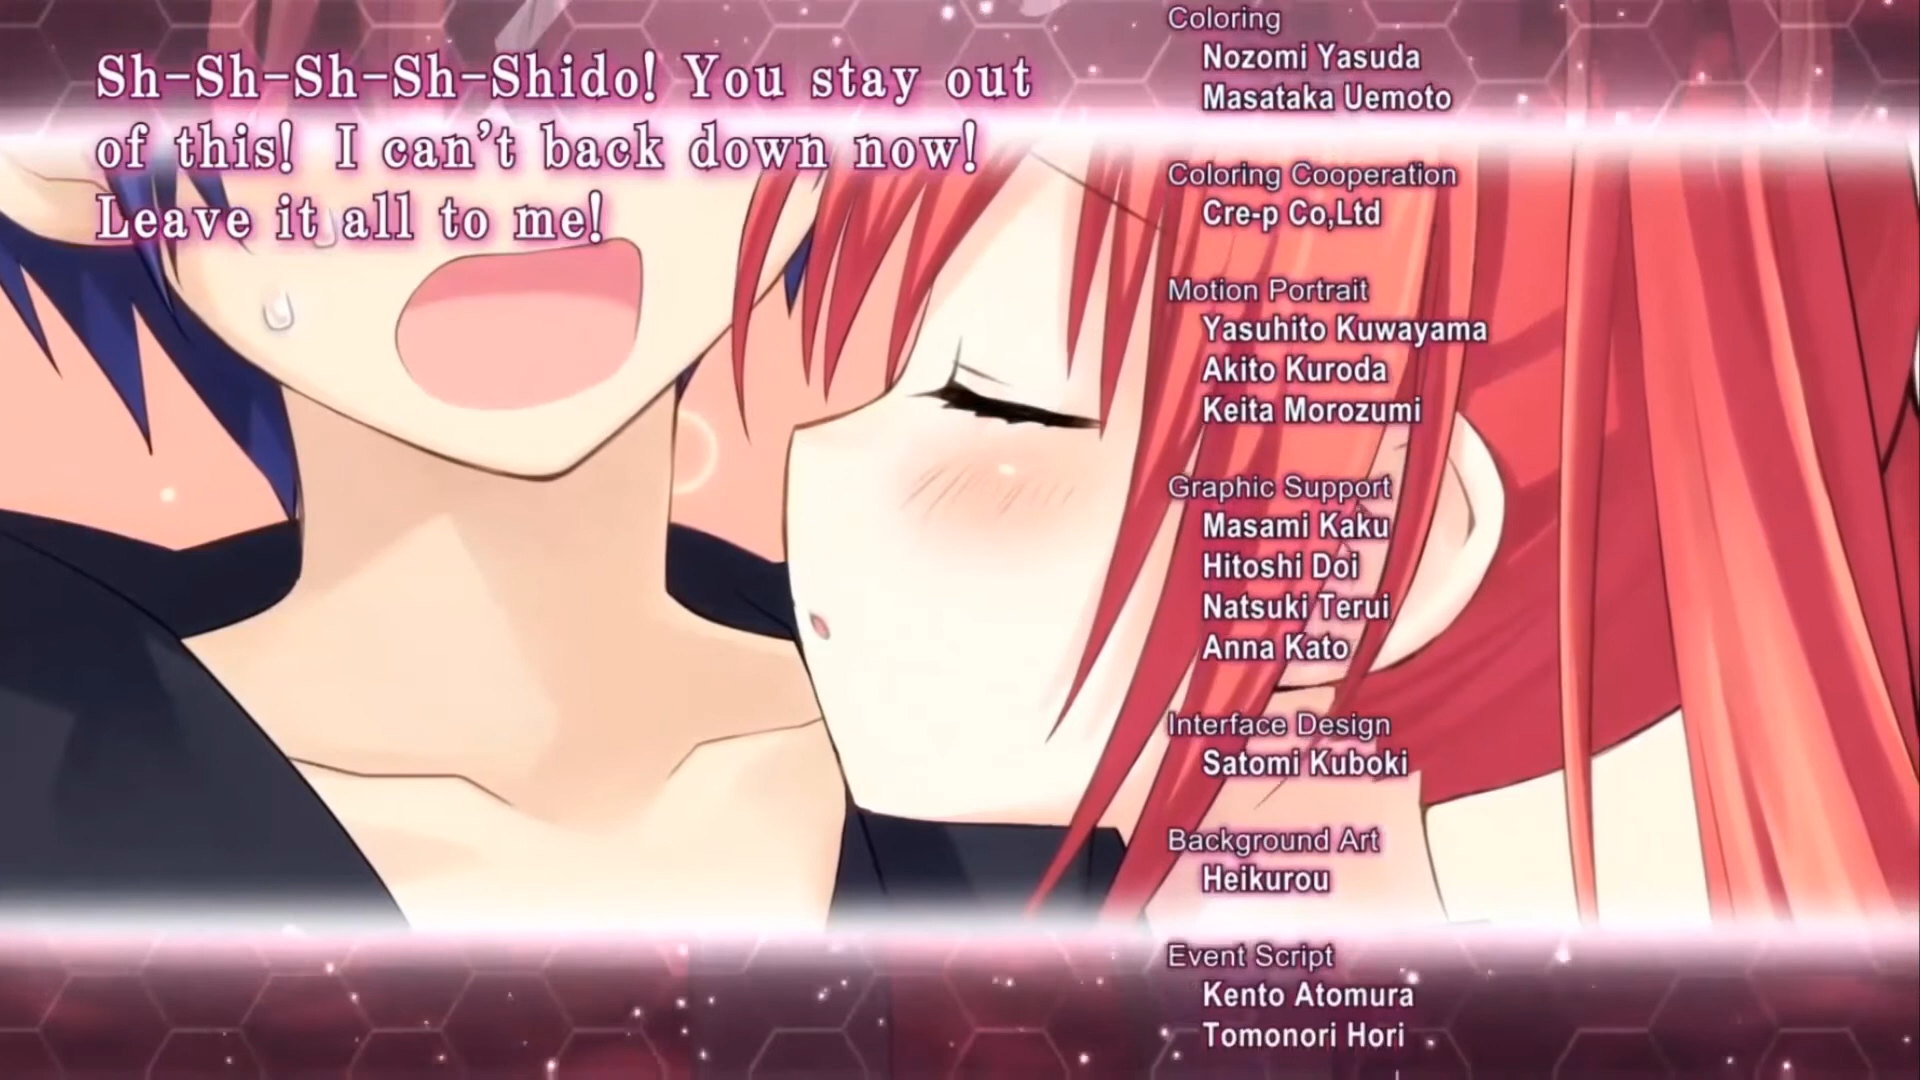 Sh-Sh-Sh-Sh-Shido! You stay out
of this! I can't back down now!
Leave it all to me!
Coloring
Nozomi Yasuda
Masataka Uemoto
Coloring Cooperation
Cre-p Co,Ltd
Motion Portrait
Yasuhito Kuwayama
Akito Kuroda
Keita Morozumi
Graphic Support
Masami Kaku
Hitoshi Doi
Natsuki Terui
Anna Kato
Interface Design
Satomi Kuboki
Background Art
Heikurou
Event Script
Kento Atomura
Tomonori Hori